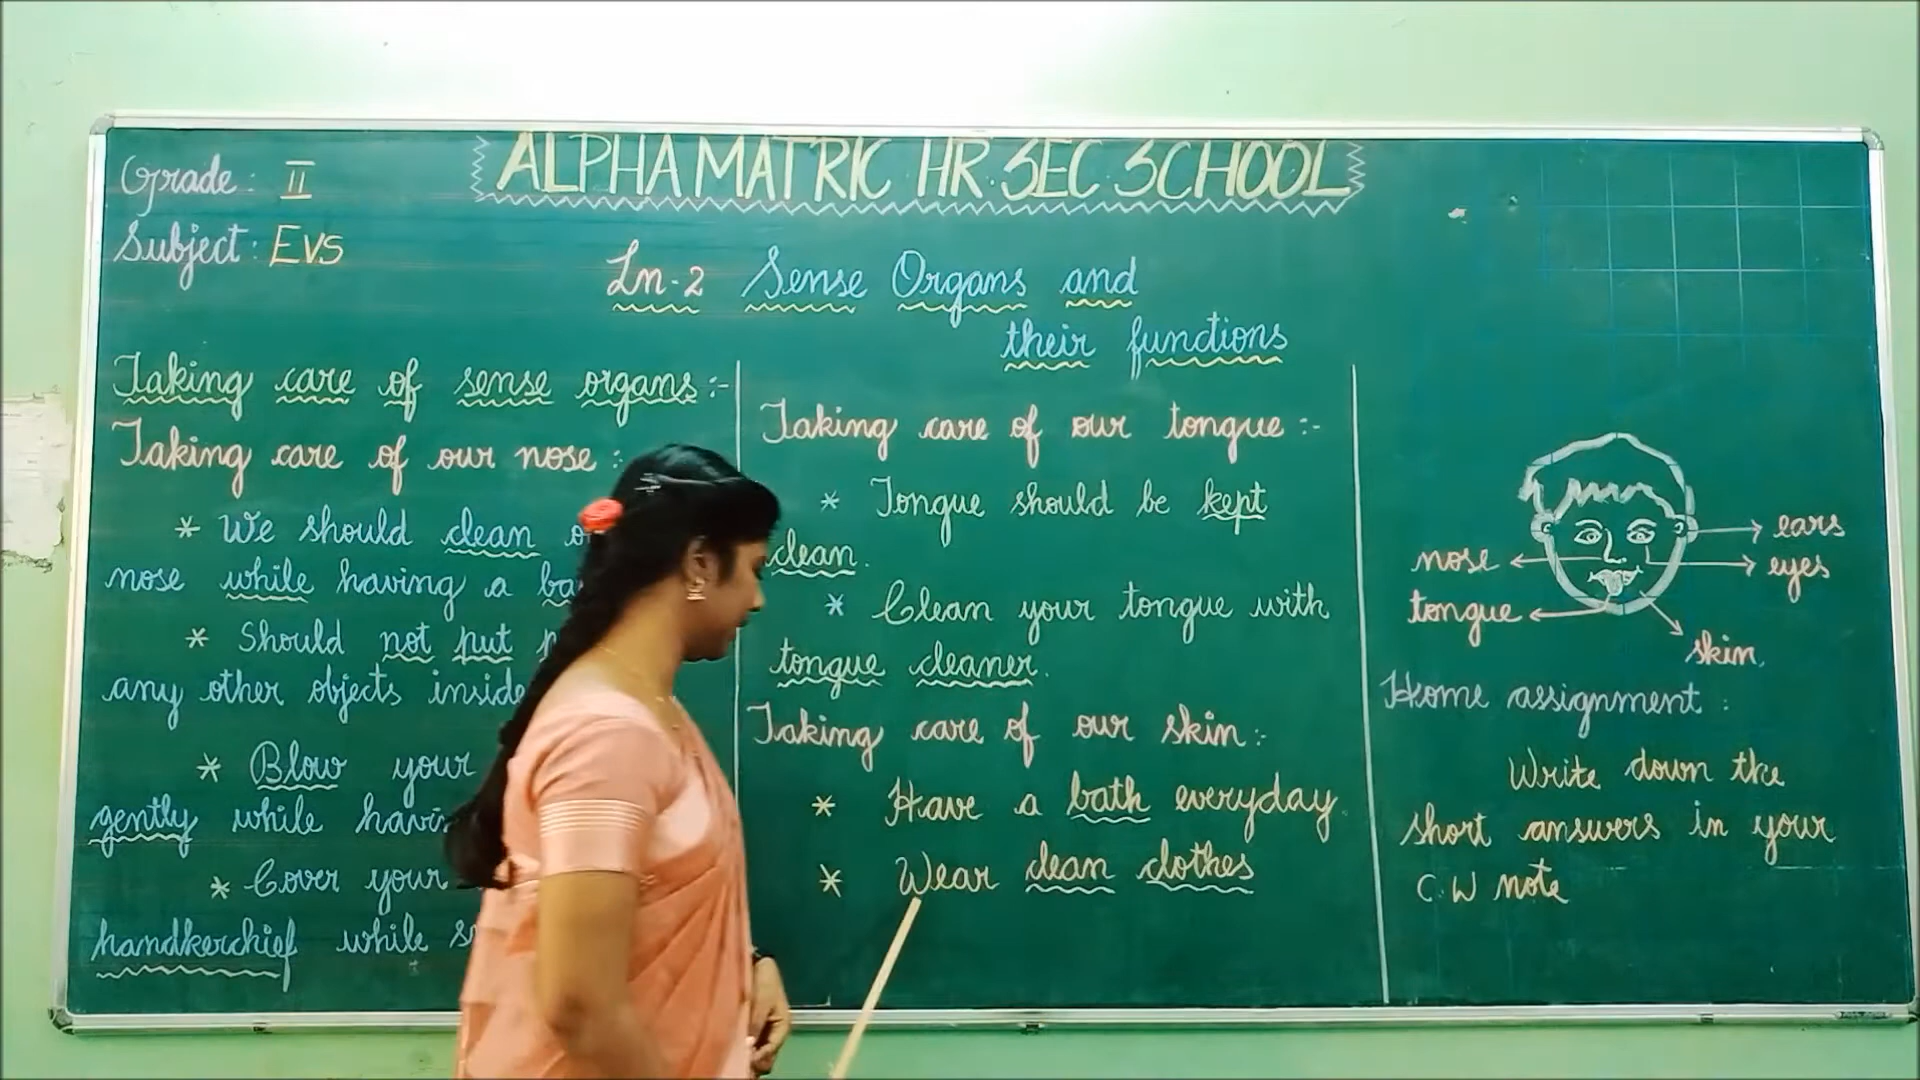 Grade : II
ALPHA MATRIC HR. SEC. SCHOOL
Subject : EVS
Ln-2 Sense Organs and
their functions
Taking care of sense organs :-
Taking care of our nose :-
* We should clean
nose while having a
* Should not put
any other objects inside
* Blow your
gently while
* Cover your
handkerchief while
Taking care of our tongue :-
* Tongue should be kept
clean.
* Clean your tongue with
tongue cleaner.
Taking care of our skin :-
* Have a bath everyday.
* Wear clean clothes
ears
nose
eyes
tongue
skin.
Home assignment :
Write down the
short answers in your
C.W note